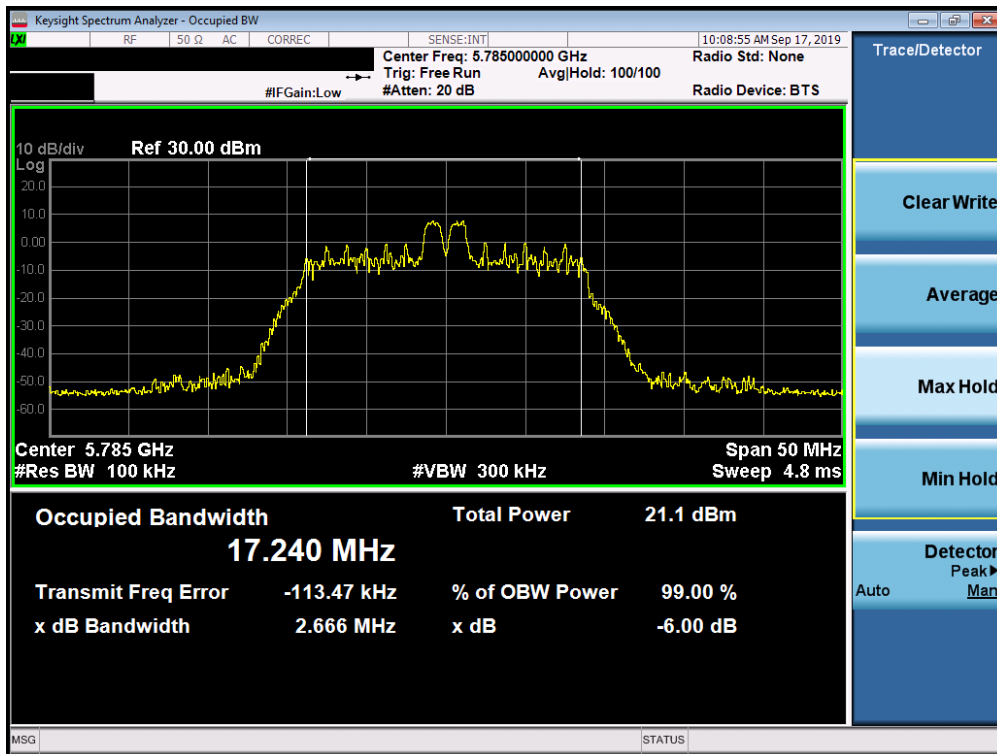 Keysight Spectrum Analyzer - Occupied BW
LXI RF 50 Ω AC CORREC SENSE:INT 10:08:55 AM Sep 17, 2019
Center Freq: 5.785000000 GHz Radio Std: None
Trig: Free Run Avg|Hold: 100/100
#IFGain:Low #Atten: 20 dB Radio Device: BTS
10 dB/div Ref 30.00 dBm
Log
20.0
10.0
0.00
-10.0
-20.0
-30.0
-40.0
-50.0
-60.0
Center 5.785 GHz Span 50 MHz
#Res BW 100 kHz #VBW 300 kHz Sweep 4.8 ms
Occupied Bandwidth Total Power 21.1 dBm
17.240 MHz
Transmit Freq Error -113.47 kHz % of OBW Power 99.00 %
x dB Bandwidth 2.666 MHz x dB -6.00 dB
Trace/Detector
Clear Write
Average
Max Hold
Min Hold
Detector
Peak▶
Auto Man
MSG STATUS